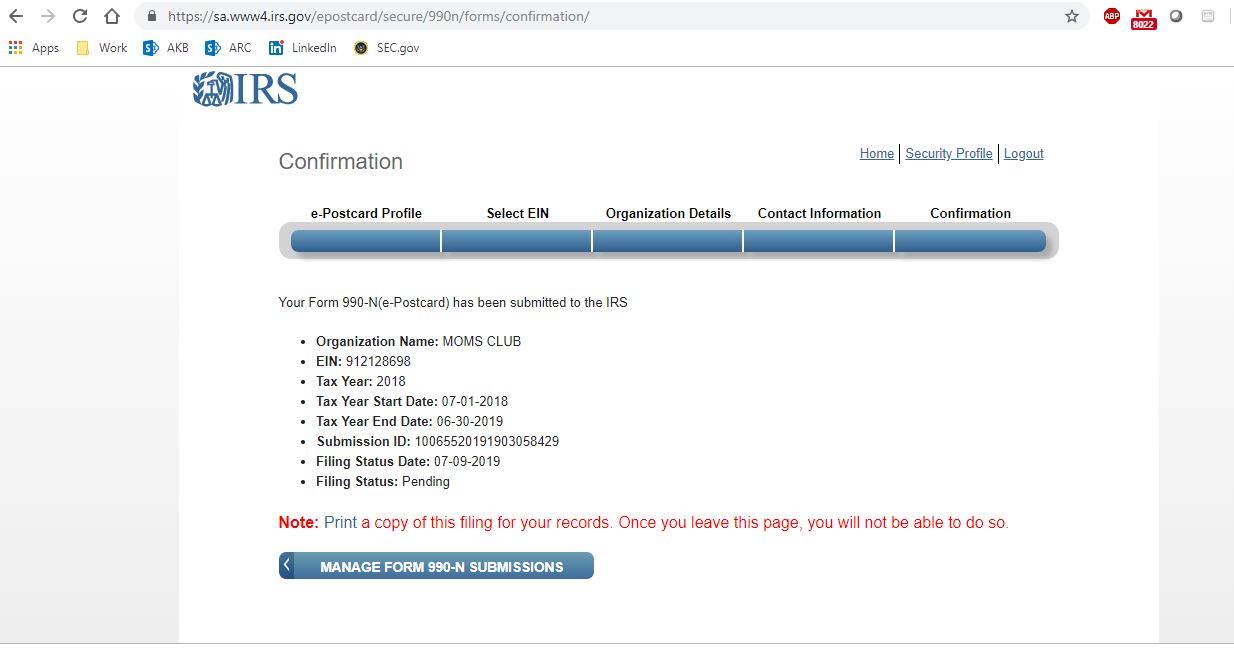 https://sa.www4.irs.gov/epostcard/secure/990n/forms/confirmation/
ABP
8022
Apps Work AKB ARC LinkedIn SEC.gov
IRS
Confirmation
Home Security Profile Logout
e-Postcard Profile Select EIN Organization Details Contact Information Confirmation
Your Form 990-N(e-Postcard) has been submitted to the IRS
Organization Name: MOMS CLUB
EIN: 912128698
Tax Year: 2018
Tax Year Start Date: 07-01-2018
Tax Year End Date: 06-30-2019
Submission ID: 10065520191903058429
Filing Status Date: 07-09-2019
Filing Status: Pending
Note: Print a copy of this filing for your records. Once you leave this page, you will not be able to do so.
MANAGE FORM 990-N SUBMISSIONS